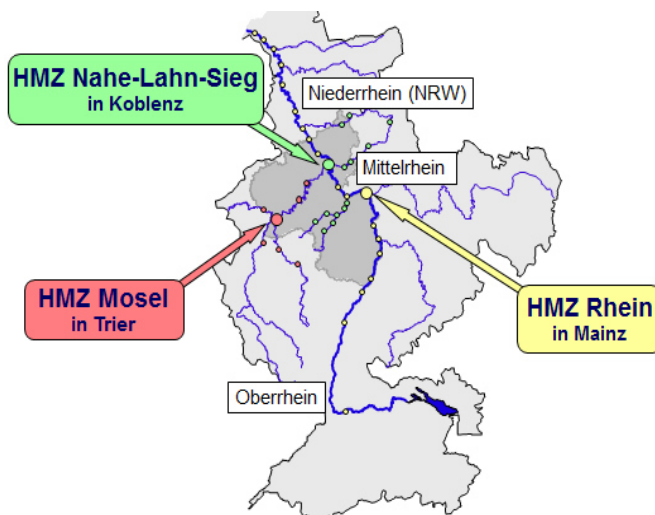 HMZ Nahe-Lahn-Sieg
in Koblenz
Niederrhein (NRW)
Mittelrhein
HMZ Mosel
in Trier
HMZ Rhein
in Mainz
Oberrhein